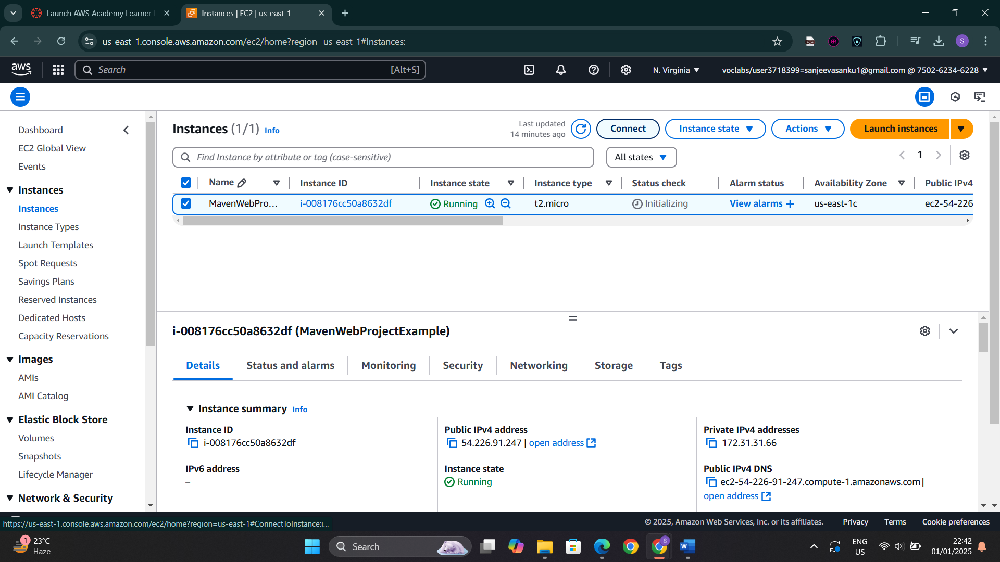 Launch AWS Academy Learner
Instances | EC2 | us-east-1
us-east-1.console.aws.amazon.com/ec2/home?region=us-east-1#Instances:
S
aws
Search
[Alt+S]
N. Virginia
voclabs/user3718399=sanjeevasanku1@gmail.com @ 7502-6234-6228
Dashboard
EC2 Global View
Events
Instances
Instances
Instance Types
Launch Templates
Spot Requests
Savings Plans
Reserved Instances
Dedicated Hosts
Capacity Reservations
Images
AMIs
AMI Catalog
Elastic Block Store
Volumes
Snapshots
Lifecycle Manager
Network & Security
Instances (1/1) Info
Last updated
14 minutes ago
Connect
Instance state
Actions
Launch instances
Find Instance by attribute or tag (case-sensitive)
All states
1
Name Instance ID Instance state Instance type Status check Alarm status Availability Zone Public IPv4
MavenWebPro... i-008176cc50a8632df Running t2.micro Initializing View alarms + us-east-1c ec2-54-226
i-008176cc50a8632df (MavenWebProjectExample)
Details Status and alarms Monitoring Security Networking Storage Tags
Instance summary Info
Instance ID
i-008176cc50a8632df
Public IPv4 address
54.226.91.247 | open address
Private IPv4 addresses
172.31.31.66
IPv6 address
–
Instance state
Running
Public IPv4 DNS
ec2-54-226-91-247.compute-1.amazonaws.com |
open address
https://us-east-1.console.aws.amazon.com/ec2/home?region=us-east-1#ConnectToInstance:i...
© 2025, Amazon Web Services, Inc. or its affiliates. Privacy Terms Cookie preferences
1
23°C
Haze
Search
S
W
ENG
US
22:42
01/01/2025